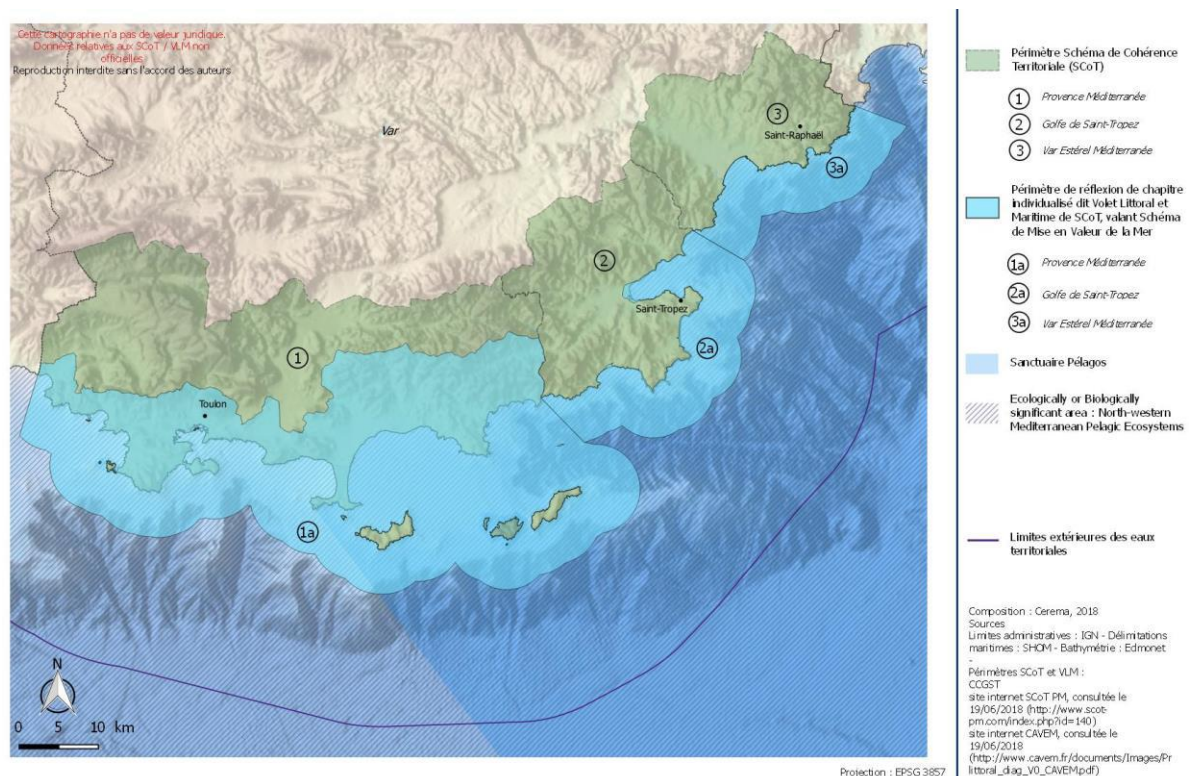 Cette cartographie n'a pas de valeur juridique.
Données relatives aux SCoT / VLM non
officielles
Reproduction interdite sans l'accord des auteurs
Var
3
Saint-Raphaël
3a
2
Saint-Tropez
2a
1
Toulon
1a
N
0 5 10 km
Projection : EPSG 3857
Périmètre Schéma de Cohérence
Territoriale (SCoT)
1 Provence Méditerranée
2 Golfe de Saint-Tropez
3 Var Estérel Méditerranée
Périmètre de réflexion de chapitre
individualisé dit Volet Littoral et
Maritime de SCoT, valant Schéma
de Mise en Valeur de la Mer
1a Provence Méditerranée
2a Golfe de Saint-Tropez
3a Var Estérel Méditerranée
Sanctuaire Pélagos
Ecologically or Biologically
significant area : North-western
Mediterranean Pelagic Ecosystems
Limites extérieures des eaux
territoriales
Composition : Cerema, 2018
Sources
Limites administratives : IGN - Délimitations
maritimes : SHOM - Bathymétrie : Edmonet
-
Périmètres SCoT et VLM :
CCGST
site internet SCoT PM, consultée le
19/06/2018 (http://www.scot-
pm.com/index.php?id=140)
site internet CAVEM, consultée le
19/06/2018
(http://www.cavem.fr/documents/Images/Pr
littoral_diag_V0_CAVEM.pdf)